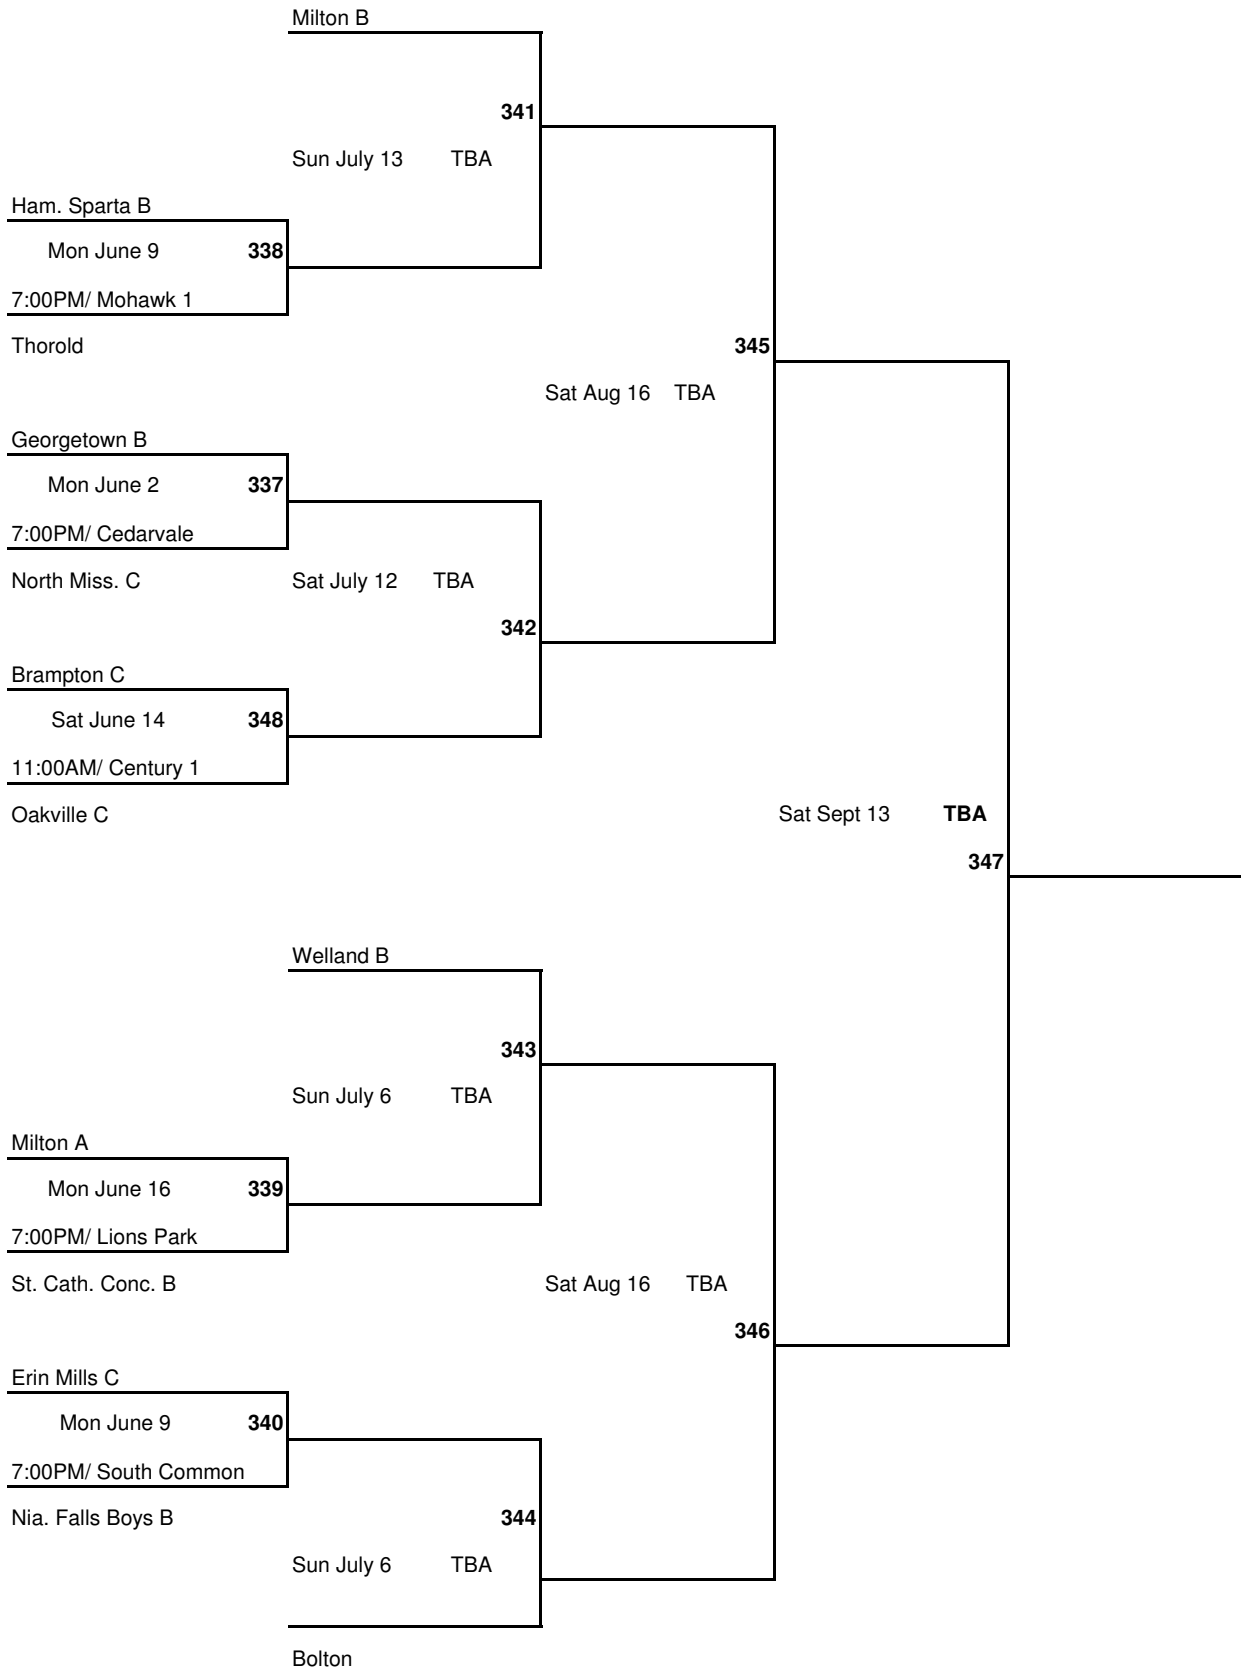 Milton B
341
Sun July 13 TBA
Ham. Sparta B
Mon June 9 338
7:00PM/ Mohawk 1
Thorold
345
Sat Aug 16 TBA
Georgetown B
Mon June 2 337
7:00PM/ Cedarvale
North Miss. C Sat July 12 TBA
342
Brampton C
Sat June 14 348
11:00AM/ Century 1
Oakville C Sat Sept 13 TBA
347
Welland B
343
Sun July 6 TBA
Milton A
Mon June 16 339
7:00PM/ Lions Park
St. Cath. Conc. B Sat Aug 16 TBA
346
Erin Mills C
Mon June 9 340
7:00PM/ South Common
Nia. Falls Boys B 344
Sun July 6 TBA
Bolton